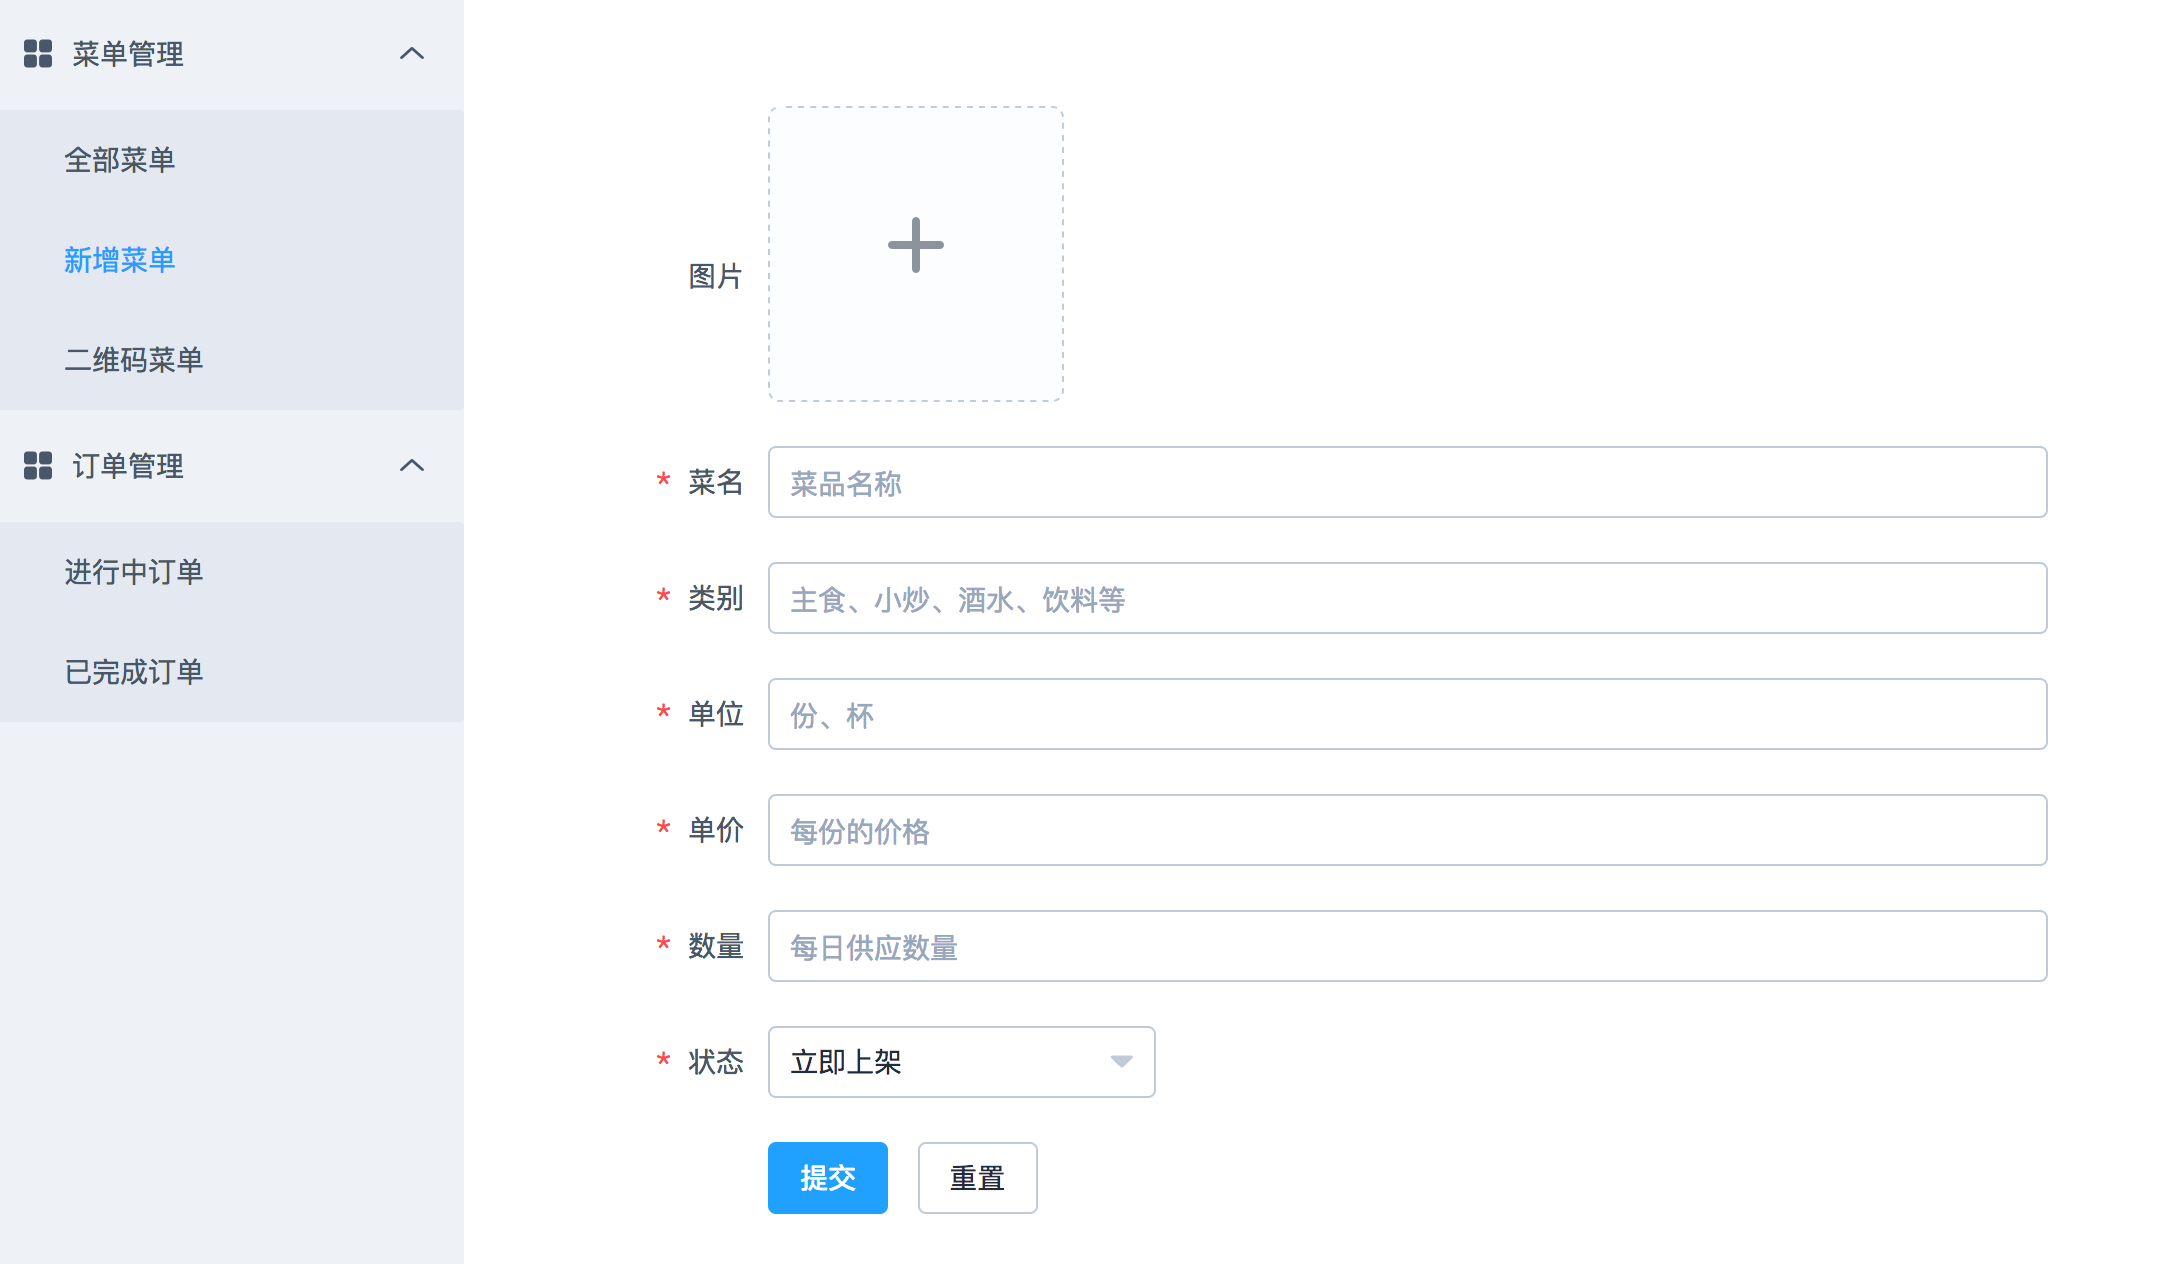 菜单管理
全部菜单
新增菜单
二维码菜单
订单管理
进行中订单
已完成订单
图片
* 菜名 菜品名称
* 类别 主食、小炒、酒水、饮料等
* 单位 份、杯
* 单价 每份的价格
* 数量 每日供应数量
* 状态 立即上架
提交 重置